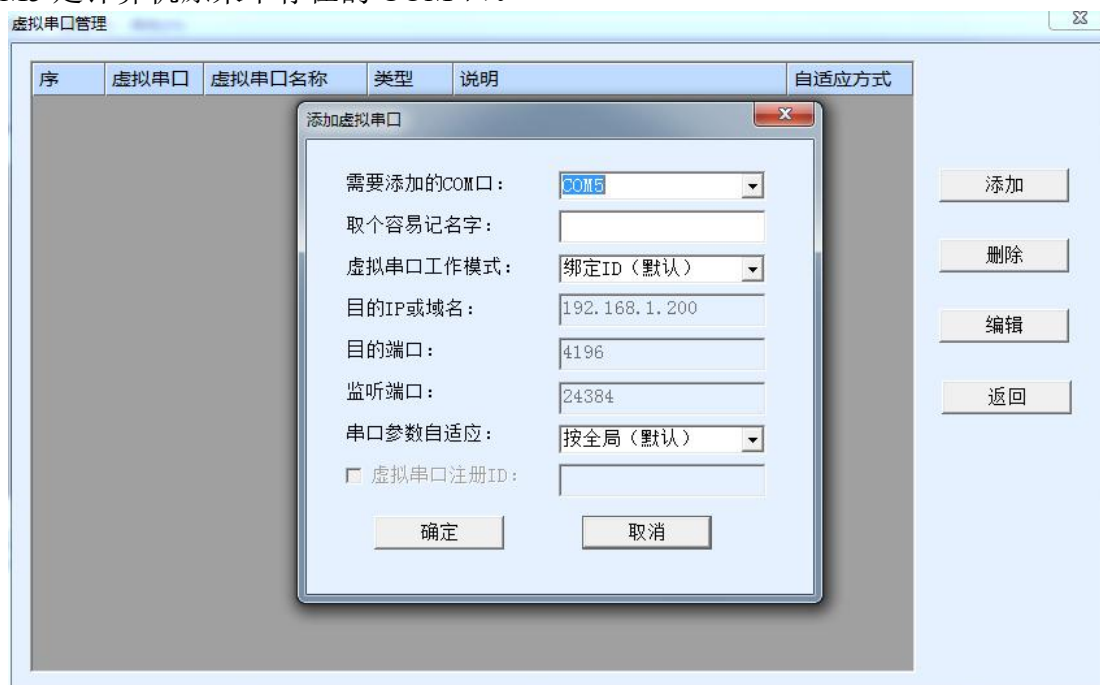 虚拟串口管理
序 虚拟串口 虚拟串口名称 类型 说明 自适应方式
添加虚拟串口
需要添加的COM口： COM5
取个容易记名字：
虚拟串口工作模式： 绑定ID（默认）
目的IP或域名： 192.168.1.200
目的端口： 4196
监听端口： 24384
串口参数自适应： 按全局（默认）
虚拟串口注册ID：
确定 取消
添加
删除
编辑
返回